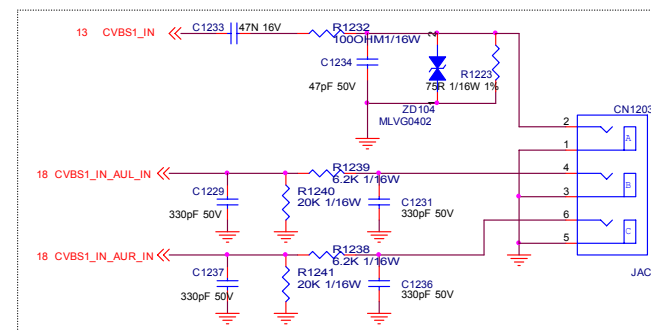 13 CVBS1_IN
C1233
47N 16V
R1232
100OHM1/16W
C1234
47pF 50V
2
1
R1223
75R 1/16W 1%
ZD104
MLVG0402
CN1203
2
A
1
18 CVBS1_IN_AUL_IN
R1239
6.2K 1/16W
4
B
C1229
330pF 50V
R1240
20K 1/16W
C1231
330pF 50V
3
6
C
18 CVBS1_IN_AUR_IN
R1238
6.2K 1/16W
5
C1237
330pF 50V
R1241
20K 1/16W
C1236
330pF 50V
JAC